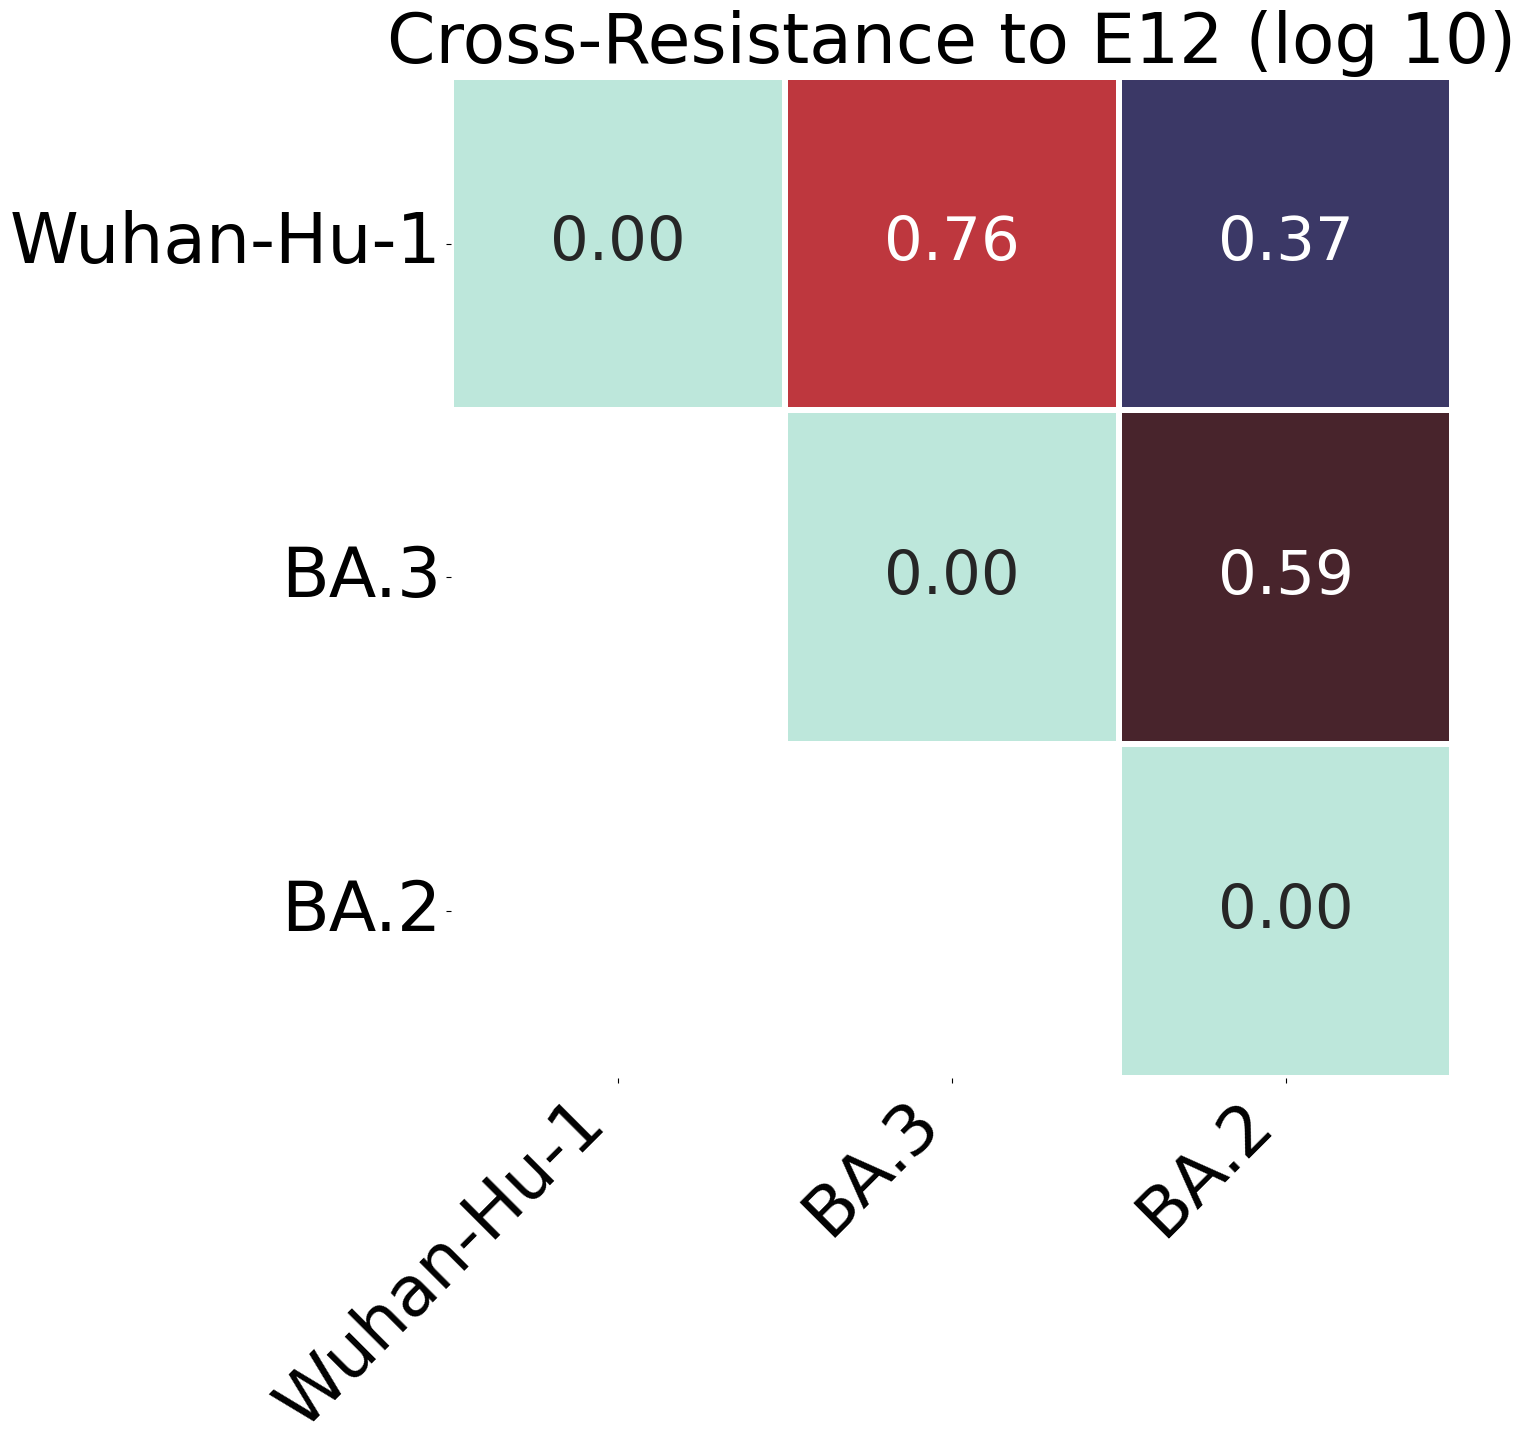 Cross-Resistance to E12 (log 10)
Wuhan-Hu-1 0.00 0.76 0.37
BA.3 0.00 0.59
BA.2 0.00
Wuhan-Hu-1 BA.3 BA.2